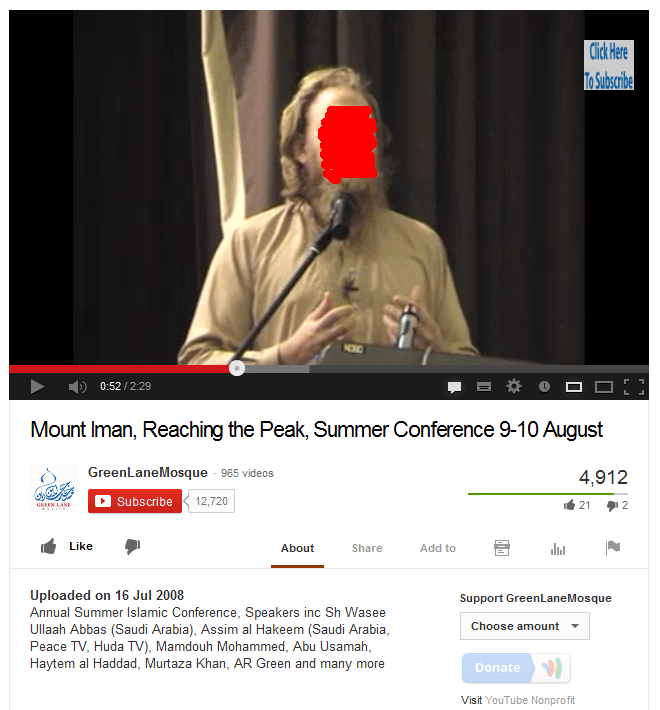 Click Here
To Subscribe
0:52 / 2:29
Mount Iman, Reaching the Peak, Summer Conference 9-10 August
GreenLaneMosque · 965 videos
Subscribe 12,720
4,912
21 2
GREEN LANE
Like
About Share Add to
Uploaded on 16 Jul 2008
Annual Summer Islamic Conference, Speakers inc Sh Wasee
Ullaah Abbas (Saudi Arabia), Assim al Hakeem (Saudi Arabia,
Peace TV, Huda TV), Mamdouh Mohammed, Abu Usamah,
Haytem al Haddad, Murtaza Khan, AR Green and many more
Support GreenLaneMosque
Choose amount
Donate
Visit YouTube Nonprofit